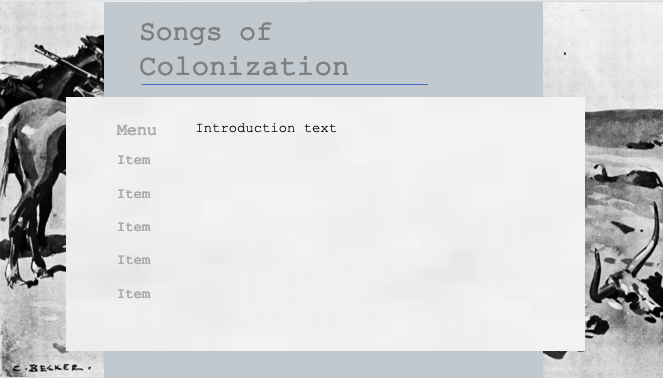 Songs of
Colonization
Menu
Introduction text
Item
Item
Item
Item
Item
C. BECKER.